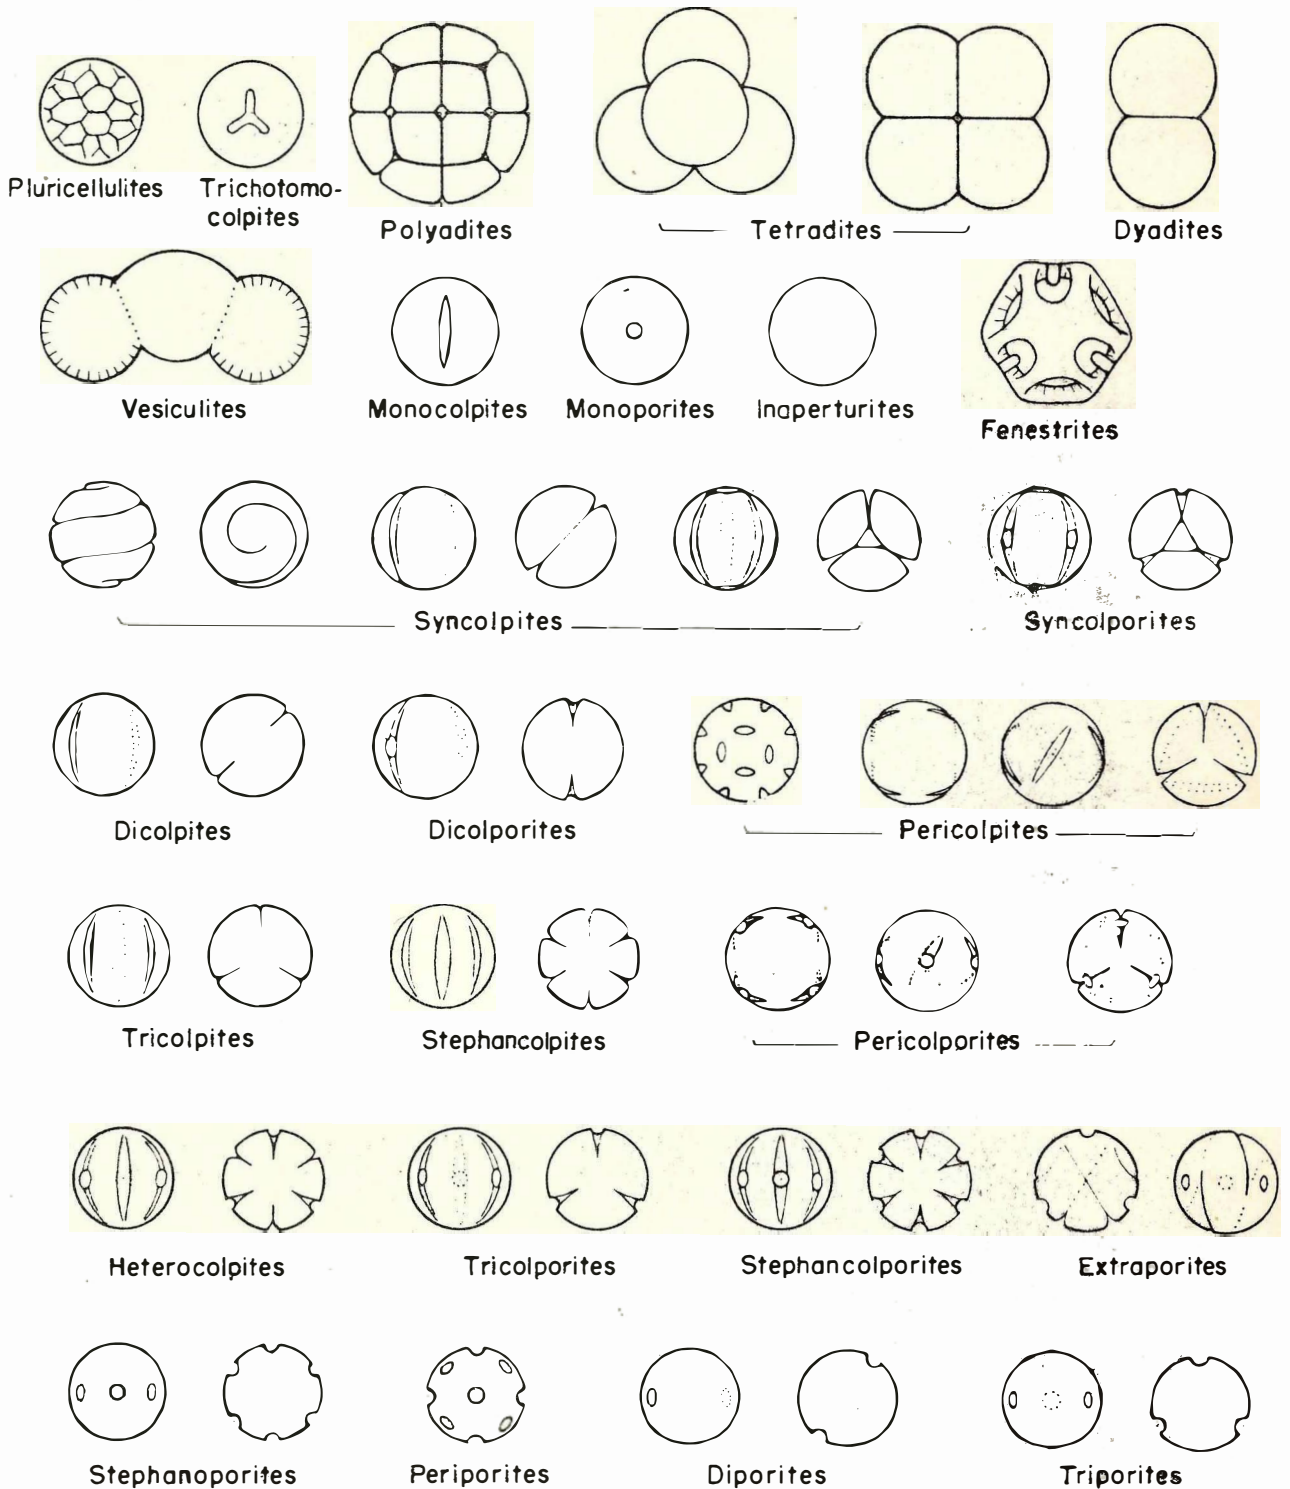 Pluricellulites
Trichotomo-
colpites
Polyadites
Tetradites
Dyadites
Vesiculites
Monocolpites
Monoporites
Inaperturites
Fenestrites
Syncolpites
Syncolporites
Dicolpites
Dicolporites
Pericolpites
Tricolpites
Stephancolpites
Pericolporites
Heterocolpites
Tricolporites
Stephancolporites
Extraporites
Stephanoporites
Periporites
Diporites
Triporites